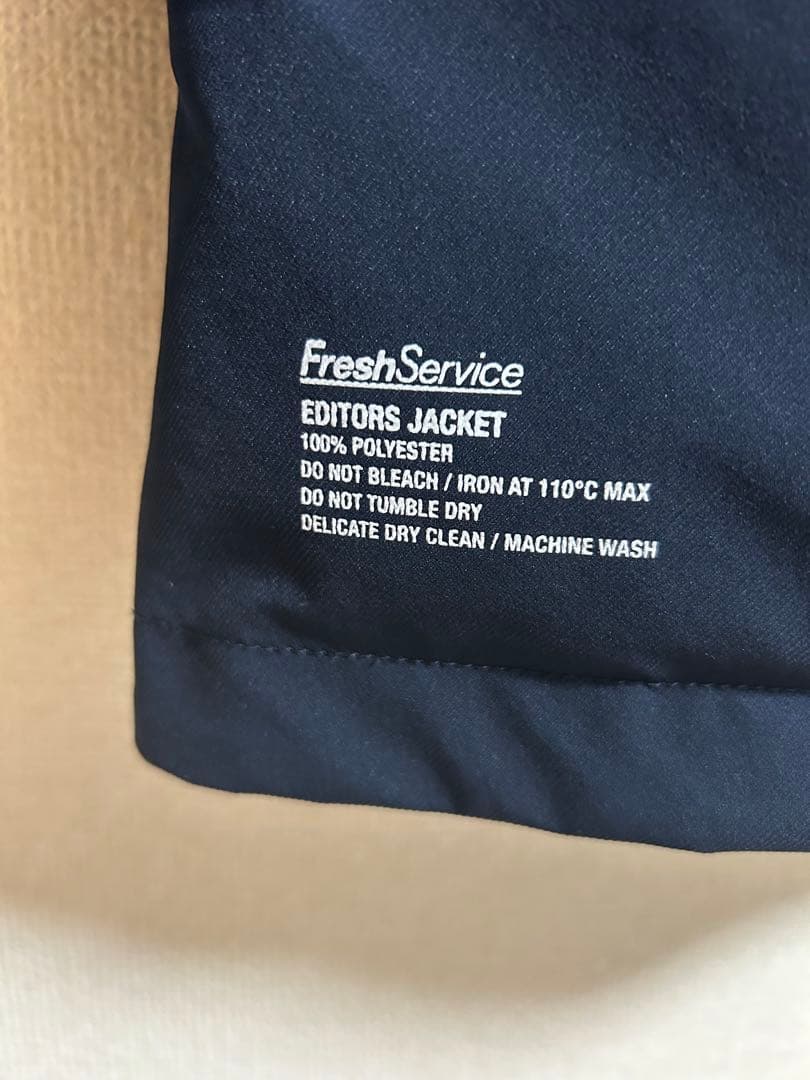 FreshService
EDITORS JACKET
100% POLYESTER
DO NOT BLEACH / IRON AT 110°C MAX
DO NOT TUMBLE DRY
DELICATE DRY CLEAN / MACHINE WASH